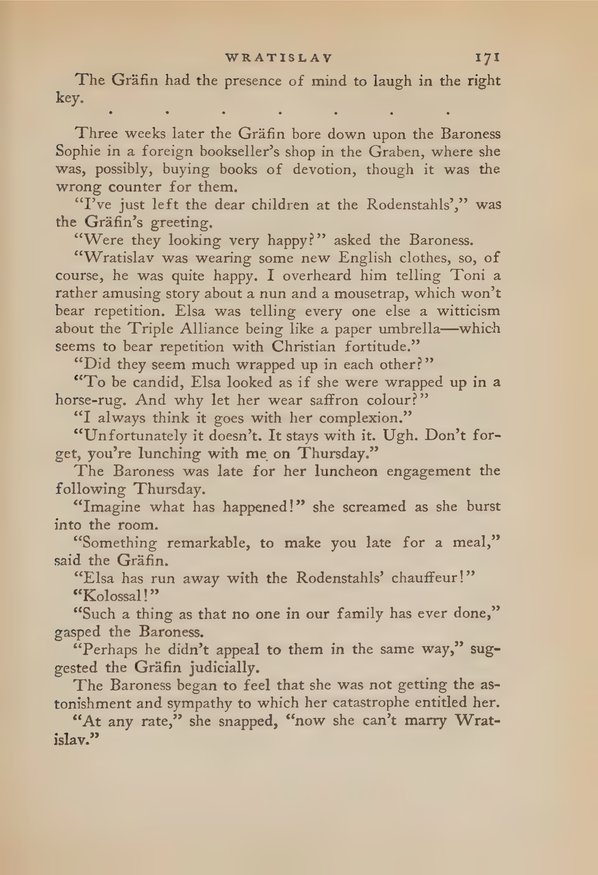 WRATISLAV 171
The Gräfin had the presence of mind to laugh in the right
key.
. . . . . . .
Three weeks later the Gräfin bore down upon the Baroness
Sophie in a foreign bookseller's shop in the Graben, where she
was, possibly, buying books of devotion, though it was the
wrong counter for them.
“I've just left the dear children at the Rodenstahls',” was
the Gräfin's greeting.
“Were they looking very happy?” asked the Baroness.
“Wratislav was wearing some new English clothes, so, of
course, he was quite happy. I overheard him telling Toni a
rather amusing story about a nun and a mousetrap, which won't
bear repetition. Elsa was telling every one else a witticism
about the Triple Alliance being like a paper umbrella—which
seems to bear repetition with Christian fortitude.”
“Did they seem much wrapped up in each other?”
“To be candid, Elsa looked as if she were wrapped up in a
horse-rug. And why let her wear saffron colour?”
“I always think it goes with her complexion.”
“Unfortunately it doesn't. It stays with it. Ugh. Don't for-
get, you're lunching with me on Thursday.”
The Baroness was late for her luncheon engagement the
following Thursday.
“Imagine what has happened!” she screamed as she burst
into the room.
“Something remarkable, to make you late for a meal,”
said the Gräfin.
“Elsa has run away with the Rodenstahls' chauffeur!”
“Kolossal!”
“Such a thing as that no one in our family has ever done,”
gasped the Baroness.
“Perhaps he didn't appeal to them in the same way,” sug-
gested the Gräfin judicially.
The Baroness began to feel that she was not getting the as-
tonishment and sympathy to which her catastrophe entitled her.
“At any rate,” she snapped, “now she can't marry Wrat-
islav.”